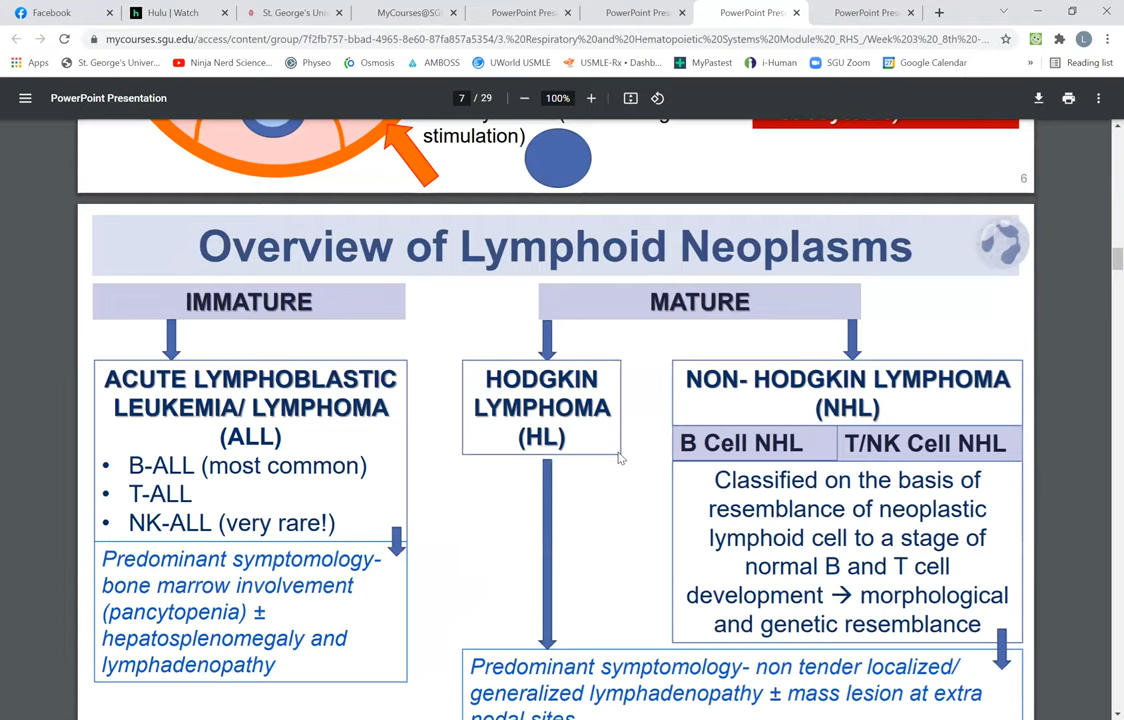 Facebook
Hulu | Watch
St. George's Uni
MyCourses@SG
PowerPoint Pres
PowerPoint Pres
PowerPoint Pres
PowerPoint Pres
mycourses.sgu.edu/access/content/group/7f2fb757-bbad-4965-8e60-87fa857a5354/3.%20Respiratory%20and%20Hematopoietic%20Systems%20Module%20_RHS_/Week%203%20_8th%20-...
Apps
St. George's Univer...
Ninja Nerd Science...
Physeo
Osmosis
AMBOSS
UWorld USMLE
USMLE-Rx • Dashb...
MyPastest
i-Human
SGU Zoom
Google Calendar
»
Reading list
PowerPoint Presentation
7 / 29
100%
stimulation)
6
Overview of Lymphoid Neoplasms
IMMATURE
MATURE
ACUTE LYMPHOBLASTIC
LEUKEMIA/ LYMPHOMA
(ALL)
• B-ALL (most common)
• T-ALL
• NK-ALL (very rare!)
Predominant symptomology-
bone marrow involvement
(pancytopenia) ±
hepatosplenomegaly and
lymphadenopathy
HODGKIN
LYMPHOMA
(HL)
NON- HODGKIN LYMPHOMA
(NHL)
B Cell NHL
T/NK Cell NHL
Classified on the basis of
resemblance of neoplastic
lymphoid cell to a stage of
normal B and T cell
development → morphological
and genetic resemblance
Predominant symptomology- non tender localized/
generalized lymphadenopathy ± mass lesion at extra
nodal sites